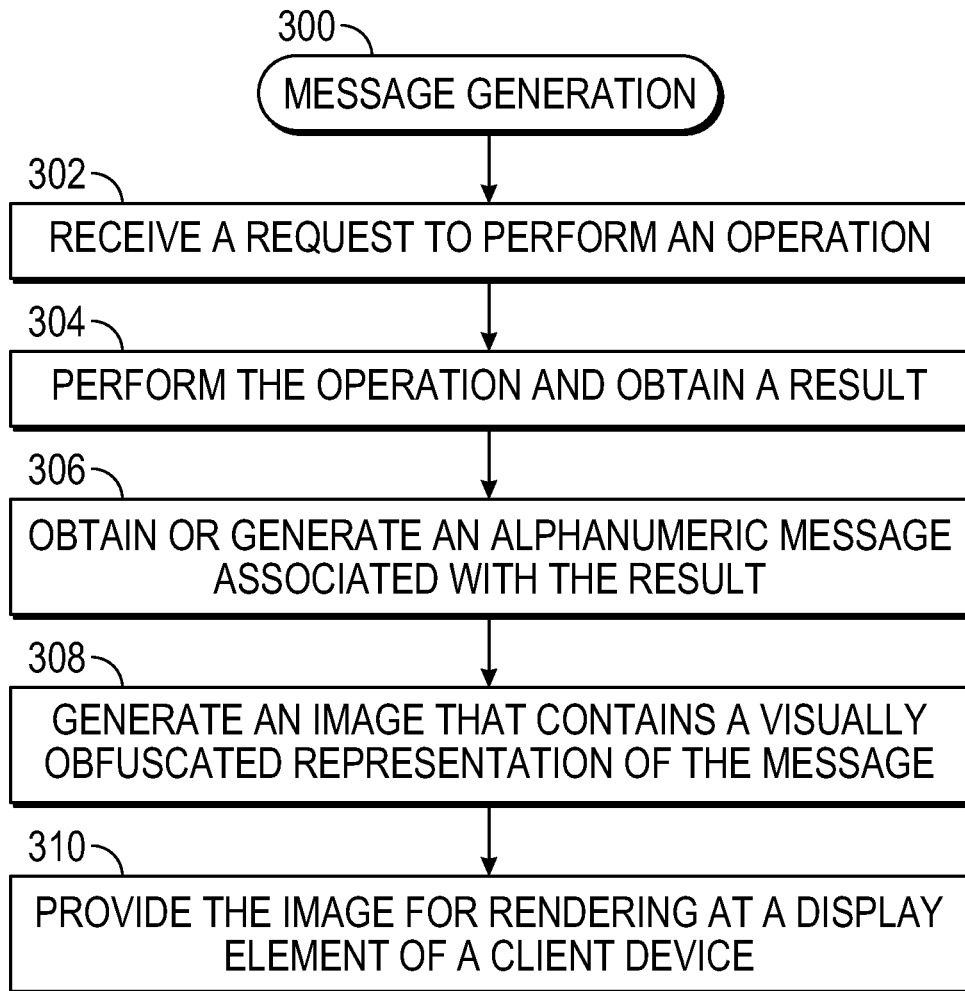 300
MESSAGE GENERATION
302
RECEIVE A REQUEST TO PERFORM AN OPERATION
304
PERFORM THE OPERATION AND OBTAIN A RESULT
306
OBTAIN OR GENERATE AN ALPHANUMERIC MESSAGE
ASSOCIATED WITH THE RESULT
308
GENERATE AN IMAGE THAT CONTAINS A VISUALLY
OBFUSCATED REPRESENTATION OF THE MESSAGE
310
PROVIDE THE IMAGE FOR RENDERING AT A DISPLAY
ELEMENT OF A CLIENT DEVICE